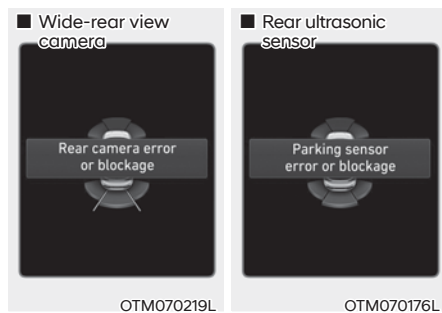 ■ Wide-rear view
camera
Rear camera error
or blockage
OTM070219L
■ Rear ultrasonic
sensor
Parking sensor
error or blockage
OTM070176L